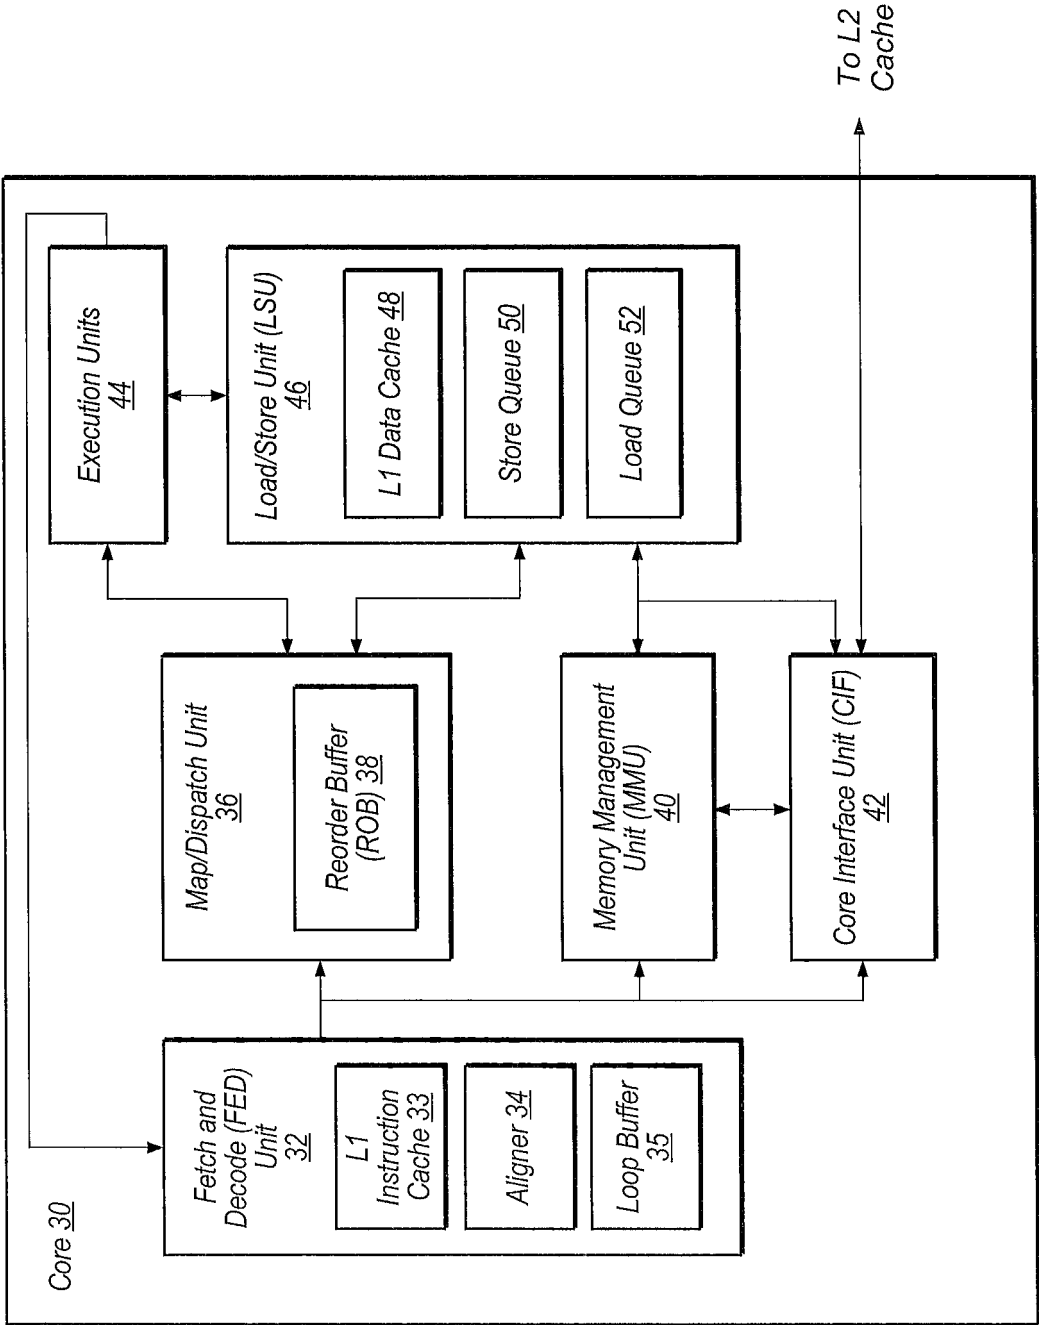 Core 30
Fetch and
Decode (FED)
Unit
32
L1
Instruction
Cache 33
Aligner 34
Loop Buffer
35
Map/Dispatch Unit
36
Reorder Buffer
(ROB) 38
Memory Management
Unit (MMU)
40
Core Interface Unit (CIF)
42
Execution Units
44
Load/Store Unit (LSU)
46
L1 Data Cache 48
Store Queue 50
Load Queue 52
To L2
Cache